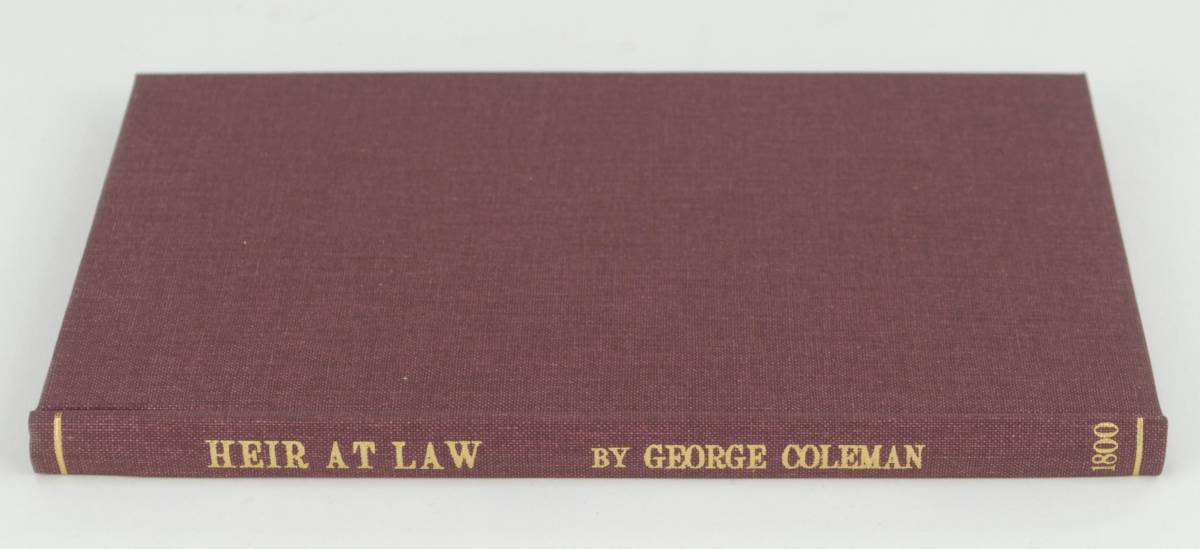 HEIR AT LAW BY GEORGE COLEMAN
1800